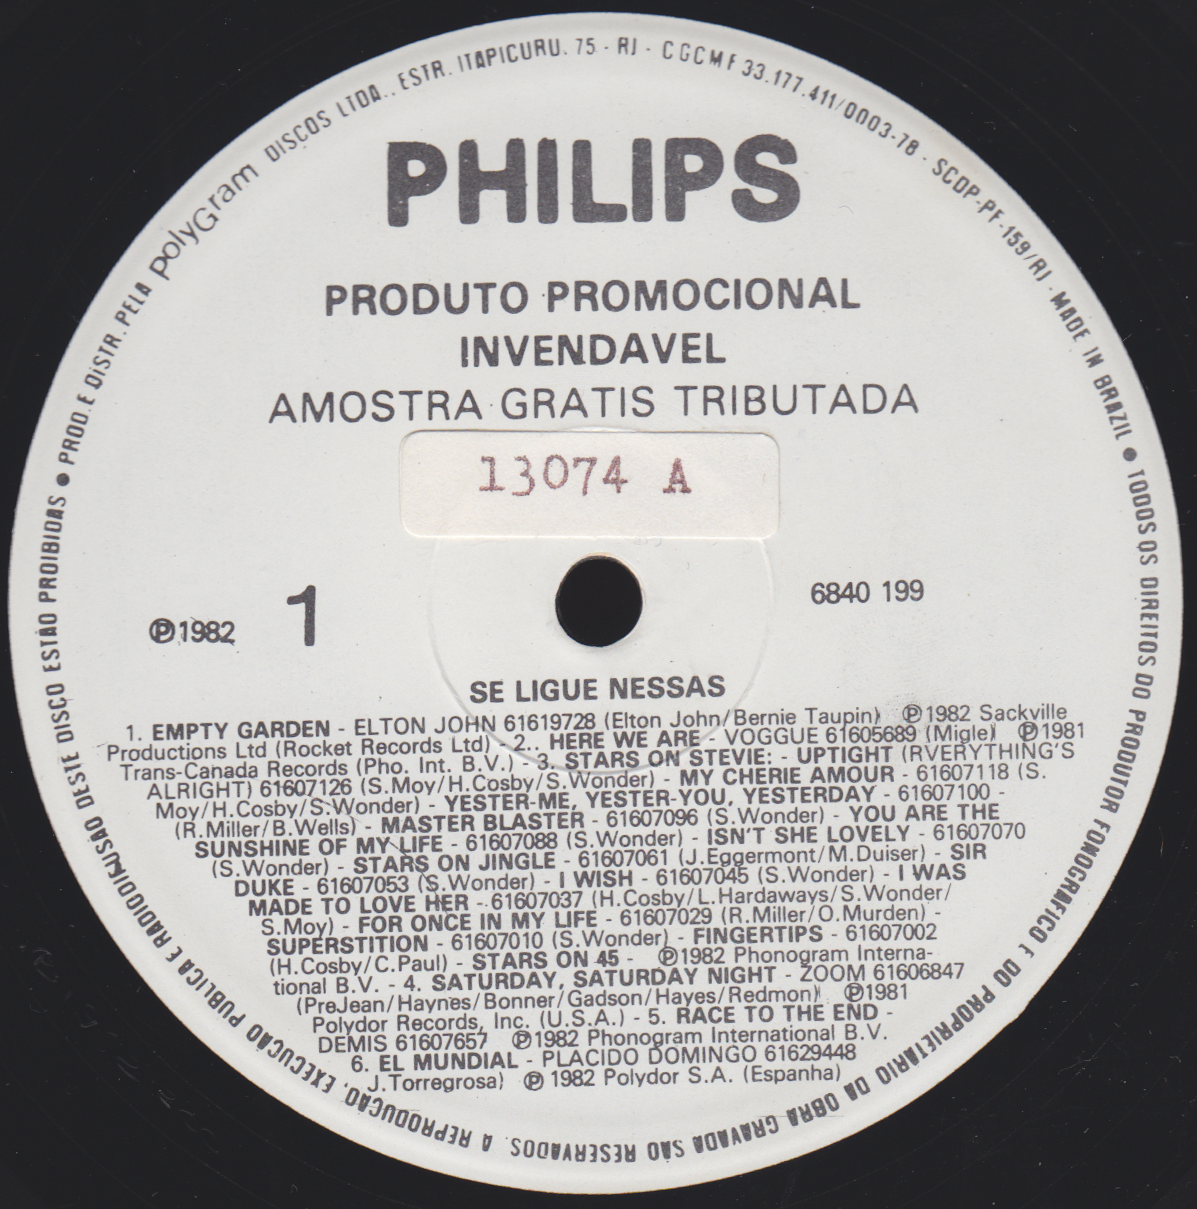 PROD. E DISTR. PELA polyGram DISCOS LTDA., ESTR. ITAPICURU, 75 - RJ - CGCMF 33.177.411/0003-78 - SCDP-PF-159/RJ - MADE IN BRAZIL ● TODOS OS DIREITOS DO PRODUTOR FONOGRÁFICO E DO PROPRIETÁRIO DA OBRA GRAVADA SÃO RESERVADOS. A REPRODUÇÃO, EXECUÇÃO PÚBLICA E RADIODIFUSÃO DESTE DISCO ESTÃO PROIBIDAS ●
PHILIPS
PRODUTO PROMOCIONAL
INVENDAVEL
AMOSTRA GRATIS TRIBUTADA
13074 A
6840 199
℗1982 1
SE LIGUE NESSAS
1. EMPTY GARDEN - ELTON JOHN 61619728 (Elton John/Bernie Taupin) ℗1982 Sackville
Productions Ltd (Rocket Records Ltd) - 2.. HERE WE ARE - VOGGUE 61605689 (Migle) ℗1981
Trans-Canada Records (Pho. Int. B.V.) - 3. STARS ON STEVIE: - UPTIGHT (RVERYTHING'S
ALRIGHT) 61607126 (S.Moy/H.Cosby/S.Wonder) - MY CHERIE AMOUR - 61607118 (S.
Moy/H.Cosby/S.Wonder) - YESTER-ME, YESTER-YOU, YESTERDAY - 61607100 -
(R.Miller/B.Wells) - MASTER BLASTER - 61607096 (S.Wonder) - YOU ARE THE
SUNSHINE OF MY LIFE - 61607088 (S.Wonder) - ISN'T SHE LOVELY - 61607070
(S.Wonder) - STARS ON JINGLE - 61607061 (J.Eggermont/M.Duiser) - SIR
DUKE - 61607053 (S.Wonder) - I WISH - 61607045 (S.Wonder) - I WAS
MADE TO LOVE HER - 61607037 (H.Cosby/L.Hardaways/S.Wonder/
S.Moy) - FOR ONCE IN MY LIFE - 61607029 (R.Miller/O.Murden) -
SUPERSTITION - 61607010 (S.Wonder) - FINGERTIPS - 61607002
(H.Cosby/C.Paul) - STARS ON 45 - ℗1982 Phonogram Interna-
tional B.V. - 4. SATURDAY, SATURDAY NIGHT - ZOOM 61606847
(PreJean/Haynes/Bonner/Gadson/Hayes/Redmon) ℗1981
Polydor Records, Inc. (U.S.A.) - 5. RACE TO THE END -
DEMIS 61607657 ℗1982 Phonogram International B.V.
6. EL MUNDIAL - PLACIDO DOMINGO 61629448
J.Torregrosa) ℗1982 Polydor S.A. (Espanha)